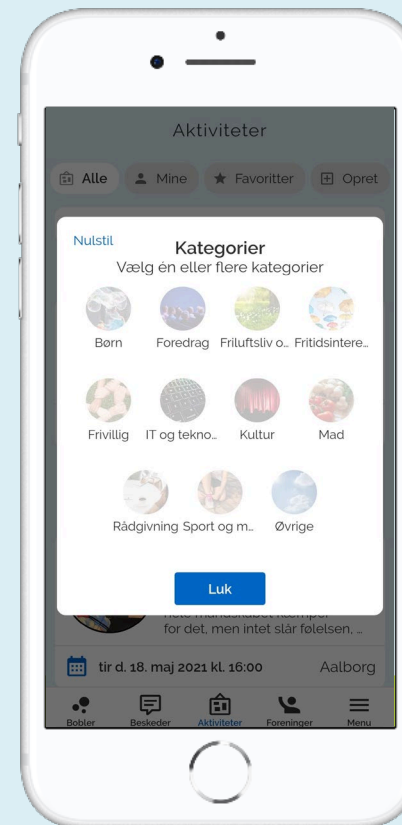 Aktiviteter
Alle Mine Favoritter Opret
Nulstil
Kategorier
Vælg én eller flere kategorier
Børn Foredrag Friluftsliv o... Fritidsintere...
Frivillig IT og tekno... Kultur Mad
Rådgivning Sport og m... Øvrige
Luk
for det, men intet slår følelsen, ...
tir d. 18. maj 2021 kl. 16:00 Aalborg
Bobler Beskeder Aktiviteter Foreninger Menu